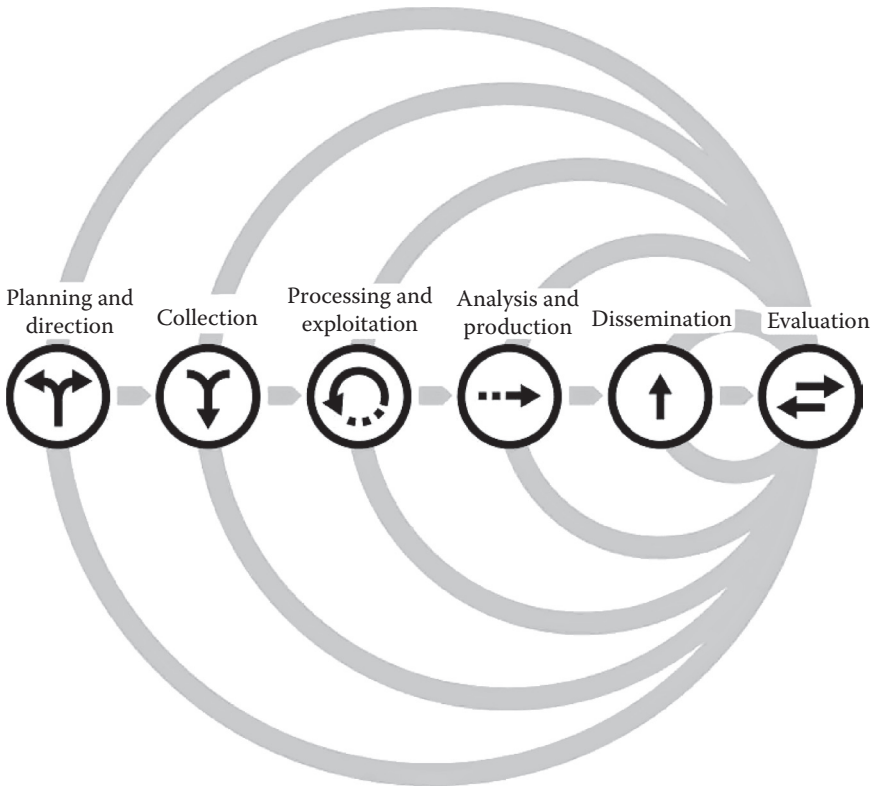 Planning and
direction
Collection
Processing and
exploitation
Analysis and
production
Dissemination
Evaluation